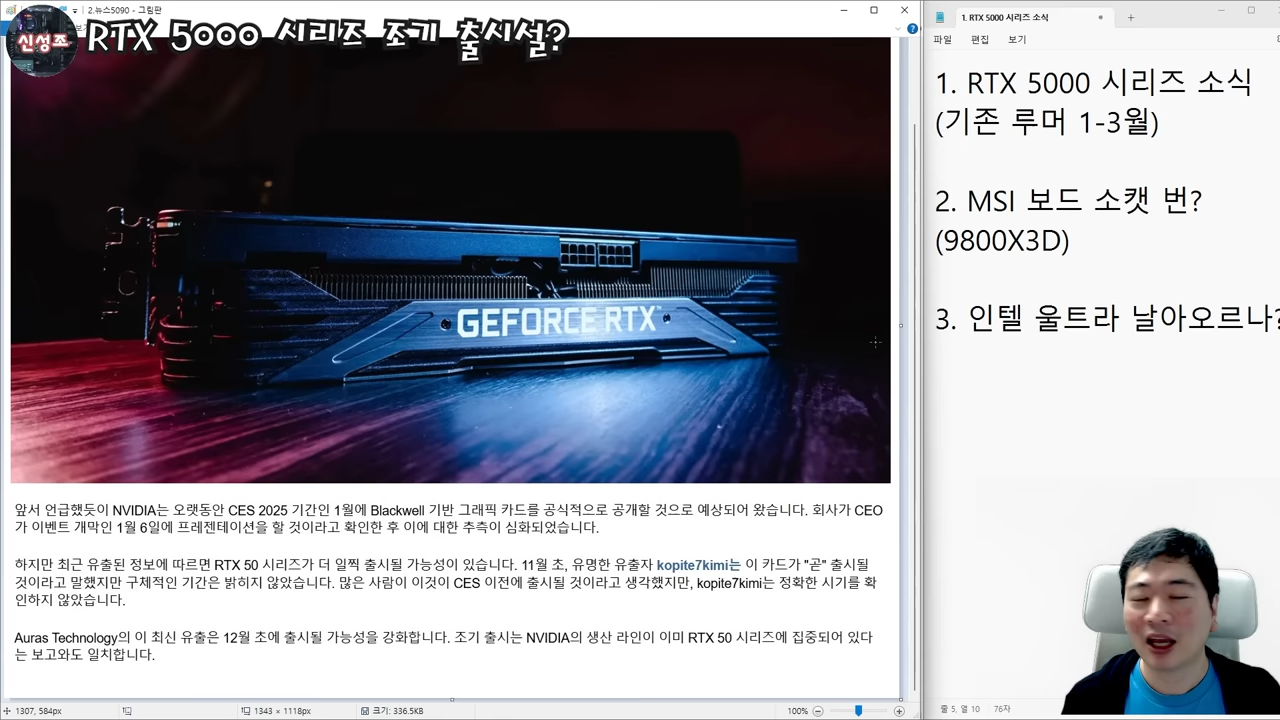 2.뉴스5090 - 그림판
신성조
RTX 5000 시리즈 조기 출시설?
GEFORCE RTX
앞서 언급했듯이 NVIDIA는 오랫동안 CES 2025 기간인 1월에 Blackwell 기반 그래픽 카드를 공식적으로 공개할 것으로 예상되어 왔습니다. 회사가 CEO
가 이벤트 개막인 1월 6일에 프레젠테이션을 할 것이라고 확인한 후 이에 대한 추측이 심화되었습니다.
하지만 최근 유출된 정보에 따르면 RTX 50 시리즈가 더 일찍 출시될 가능성이 있습니다. 11월 초, 유명한 유출자 kopite7kimi는 이 카드가 "곧" 출시될
것이라고 말했지만 구체적인 기간은 밝히지 않았습니다. 많은 사람이 이것이 CES 이전에 출시될 것이라고 생각했지만, kopite7kimi는 정확한 시기를 확
인하지 않았습니다.
Auras Technology의 이 최신 유출은 12월 초에 출시될 가능성을 강화합니다. 조기 출시는 NVIDIA의 생산 라인이 이미 RTX 50 시리즈에 집중되어 있다
는 보고와도 일치합니다.
1307, 584px
1343 × 1118px
크기: 336.5KB
100%
1. RTX 5000 시리즈 소식
파일 편집 보기
1. RTX 5000 시리즈 소식
(기존 루머 1-3월)
2. MSI 보드 소캣 번?
(9800X3D)
3. 인텔 울트라 날아오르나?
줄 5, 열 10
76자